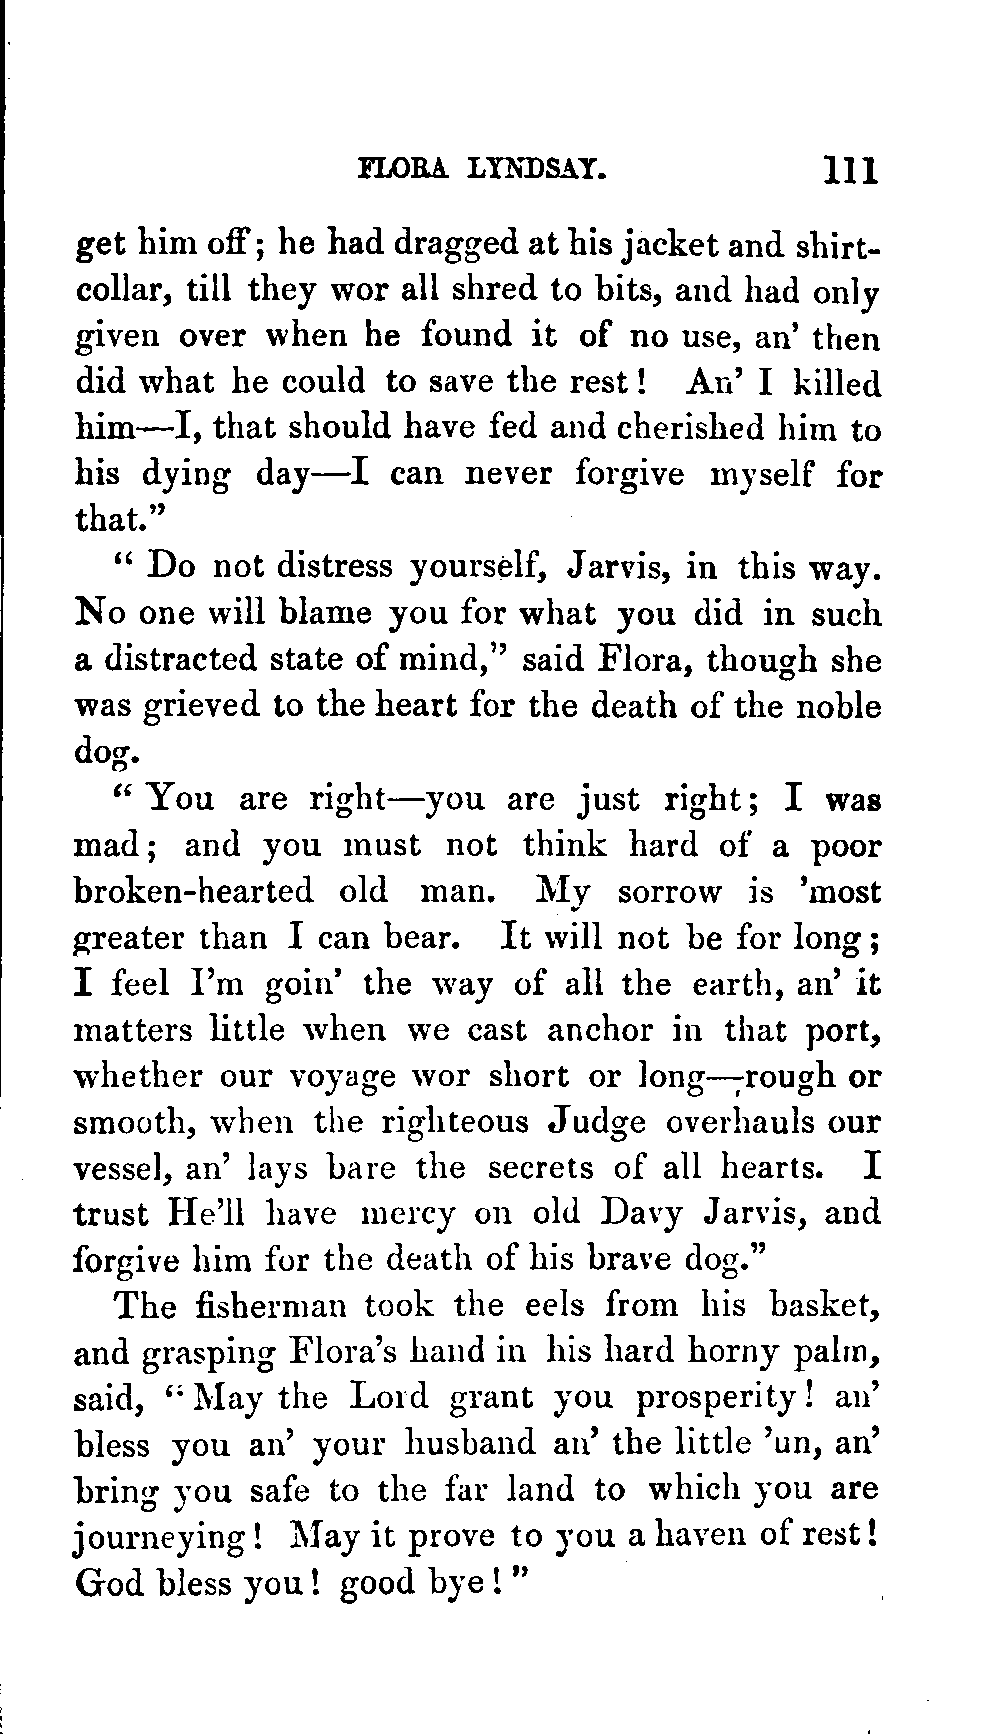 FLORA LYNDSAY. 111
get him off; he had dragged at his jacket and shirt-
collar, till they wor all shred to bits, and had only
given over when he found it of no use, an' then
did what he could to save the rest! An' I killed
him—I, that should have fed and cherished him to
his dying day—I can never forgive myself for
that."
" Do not distress yourself, Jarvis, in this way.
No one will blame you for what you did in such
a distracted state of mind," said Flora, though she
was grieved to the heart for the death of the noble
dog.
" You are right—you are just right; I was
mad; and you must not think hard of a poor
broken-hearted old man. My sorrow is 'most
greater than I can bear. It will not be for long;
I feel I'm goin' the way of all the earth, an' it
matters little when we cast anchor in that port,
whether our voyage wor short or long—rough or
smooth, when the righteous Judge overhauls our
vessel, an' lays bare the secrets of all hearts. I
trust He'll have mercy on old Davy Jarvis, and
forgive him for the death of his brave dog."
The fisherman took the eels from his basket,
and grasping Flora's hand in his hard horny palm,
said, " May the Lord grant you prosperity! an'
bless you an' your husband an' the little 'un, an'
bring you safe to the far land to which you are
journeying! May it prove to you a haven of rest!
God bless you! good bye!"